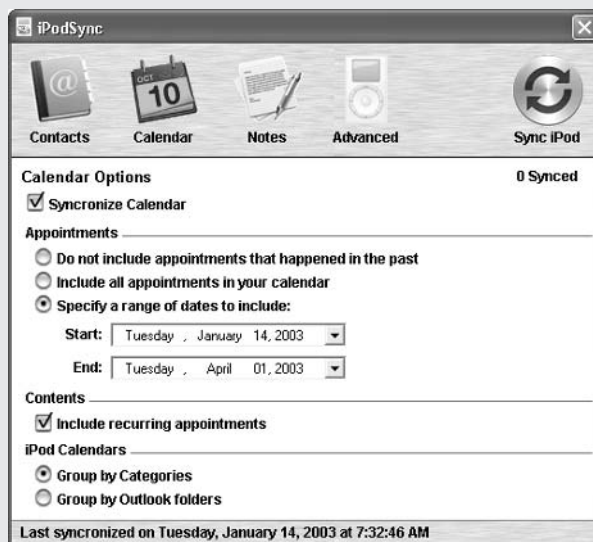 iPodSync
OCT
10
Contacts Calendar Notes Advanced Sync iPod
Calendar Options 0 Synced
Syncronize Calendar
Appointments
Do not include appointments that happened in the past
Include all appointments in your calendar
Specify a range of dates to include:
Start: Tuesday , January 14, 2003
End: Tuesday , April 01, 2003
Contents
Include recurring appointments
iPod Calendars
Group by Categories
Group by Outlook folders
Last syncronized on Tuesday, January 14, 2003 at 7:32:46 AM